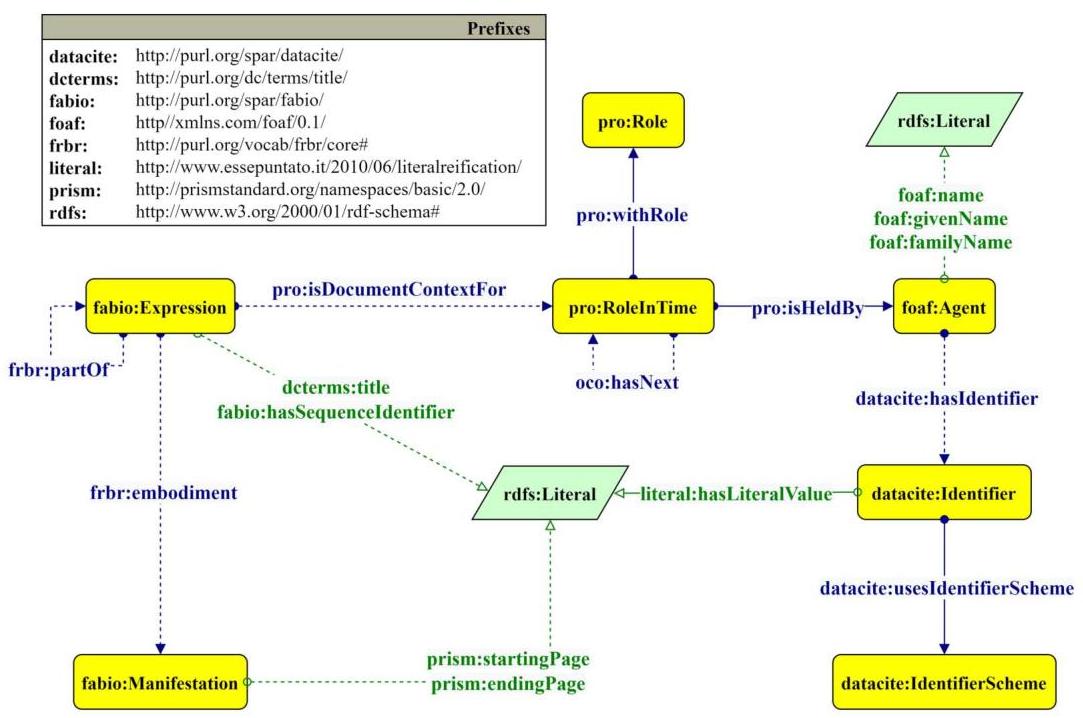 Prefixes
datacite: http://purl.org/spar/datacite/
dcterms: http://purl.org/dc/terms/title/
fabio: http://purl.org/spar/fabio/
foaf: http//xmlns.com/foaf/0.1/
frbr: http://purl.org/vocab/frbr/core#
literal: http://www.essepuntato.it/2010/06/literalreification/
prism: http://prismstandard.org/namespaces/basic/2.0/
rdfs: http://www.w3.org/2000/01/rdf-schema#
pro:Role
rdfs:Literal
pro:withRole
foaf:name
foaf:givenName
foaf:familyName
fabio:Expression
pro:isDocumentContextFor
pro:RoleInTime
pro:isHeldBy
foaf:Agent
frbr:partOf
oco:hasNext
dcterms:title
fabio:hasSequenceIdentifier
datacite:hasIdentifier
frbr:embodiment
rdfs:Literal
literal:hasLiteralValue
datacite:Identifier
datacite:usesIdentifierScheme
fabio:Manifestation
prism:startingPage
prism:endingPage
datacite:IdentifierScheme